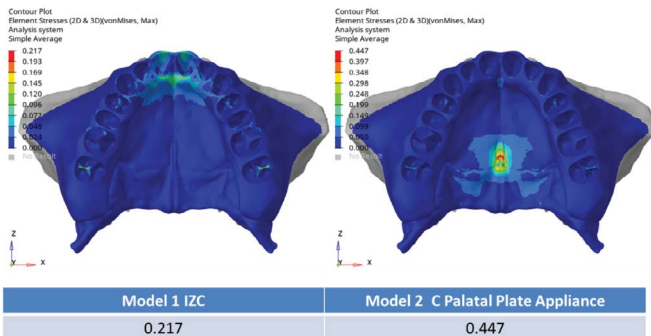 Contour Plot
Element Stresses (2D & 3D)(vonMises, Max)
Analysis system
Simple Average
0.217
0.193
0.169
0.145
0.120
0.096
0.072
0.048
0.024
0.000
No Result
Z
Y X
Contour Plot
Element Stresses (2D & 3D)(vonMises, Max)
Analysis system
Simple Average
0.447
0.397
0.348
0.298
0.248
0.199
0.149
0.099
0.050
0.000
No Result
Z
Y X
Model 1 IZC Model 2 C Palatal Plate Appliance
0.217 0.447